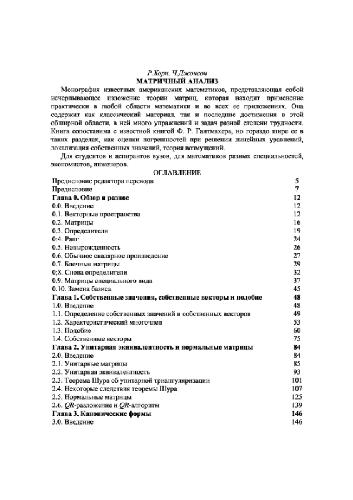 Р.Хорн, Ч.Джонсон
МАТРИЧНЫЙ АНАЛИЗ
Монография известных американских математиков, представляющая собой
исчерпывающее изложение теории матриц, которая находит применение
практически в любой области математики и во всех ее приложениях. Она
содержит как классический материал, так и последние достижения в этой
обширной области, в ней много упражнений и задач разной степени трудности.
Книга сопоставима с известной книгой Ф. Р. Гантмахера, но гораздо шире ее в
таких разделах, как оценки погрешностей при решении линейных уравнений,
локализация собственных значений, теория возмущений.
Для студентов и аспирантов вузов, для математиков разных специальностей,
экономистов, инженеров.
ОГЛАВЛЕНИЕ
Предисловие редактора перевода 5
Предисловие 7
Глава 0. Обзор и разное 12
0.0. Введение 12
0.1. Векторные пространства 12
0.2. Матрицы 16
0.3. Определители 19
0.4. Ранг 24
0.5. Невырожденность 26
0.6. Обычное скалярное произведение 27
0.7. Блочные матрицы 29
0.8. Снова определители 32
0.9. Матрицы специального вида 37
0.10. Замена базиса 45
Глава 1. Собственные значения, собственные векторы и подобие 48
1.0. Введение 48
1.1. Определение собственных значений и собственных векторов 49
1.2. Характеристический многочлен 53
1.3. Подобие 60
1.4. Собственные векторы 75
Глава 2. Унитарная эквивалентность и нормальные матрицы 84
2.0. Введение 84
2.1. Унитарные матрицы 85
2.2. Унитарная эквивалентность 93
2.3. Теорема Шура об унитарной триангуляризации 101
2.4. Некоторые следствия теоремы Шура 107
2.5. Нормальные матрицы 125
2.6. QR-разложение и QR-алгоритм 139
Глава 3. Канонические формы 146
3.0. Введение 146